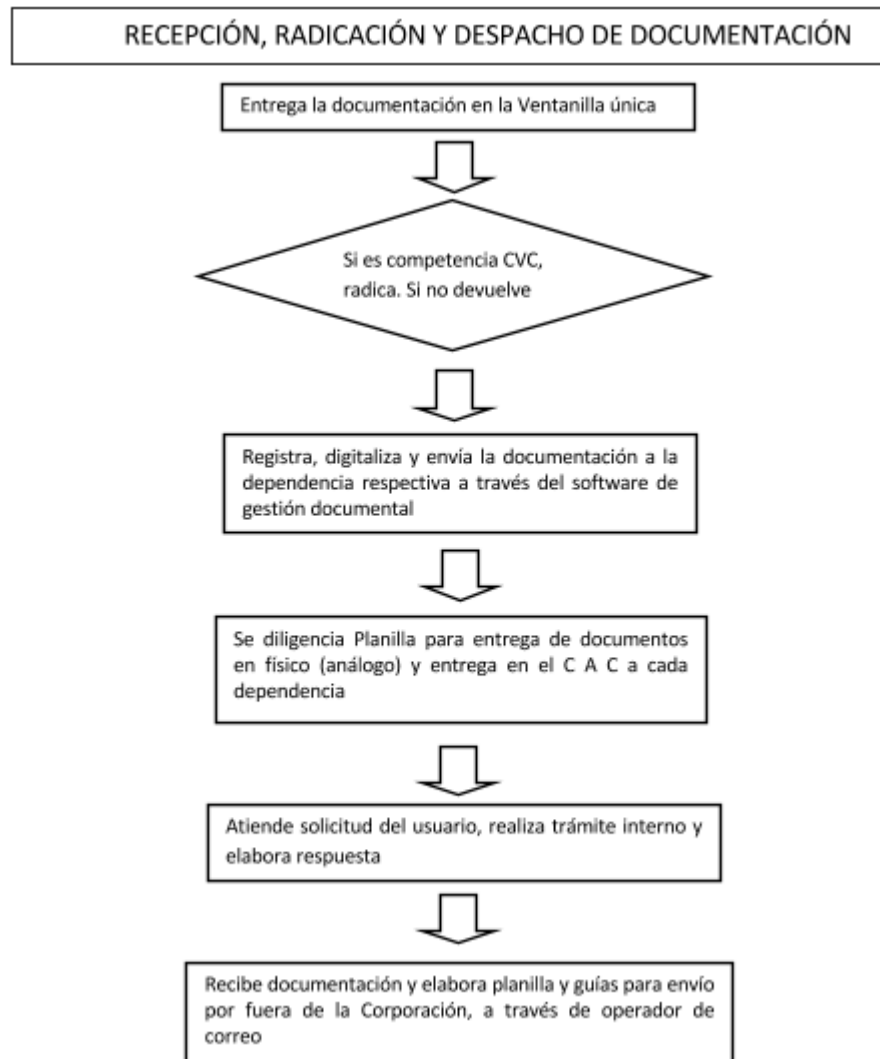 RECEPCIÓN, RADICACIÓN Y DESPACHO DE DOCUMENTACIÓN
Entrega la documentación en la Ventanilla única
Si es competencia CVC,
radica. Si no devuelve
Registra, digitaliza y envía la documentación a la
dependencia respectiva a través del software de
gestión documental
Se diligencia Planilla para entrega de documentos
en físico (análogo) y entrega en el C A C a cada
dependencia
Atiende solicitud del usuario, realiza trámite interno y
elabora respuesta
Recibe documentación y elabora planilla y guías para envío
por fuera de la Corporación, a través de operador de
correo